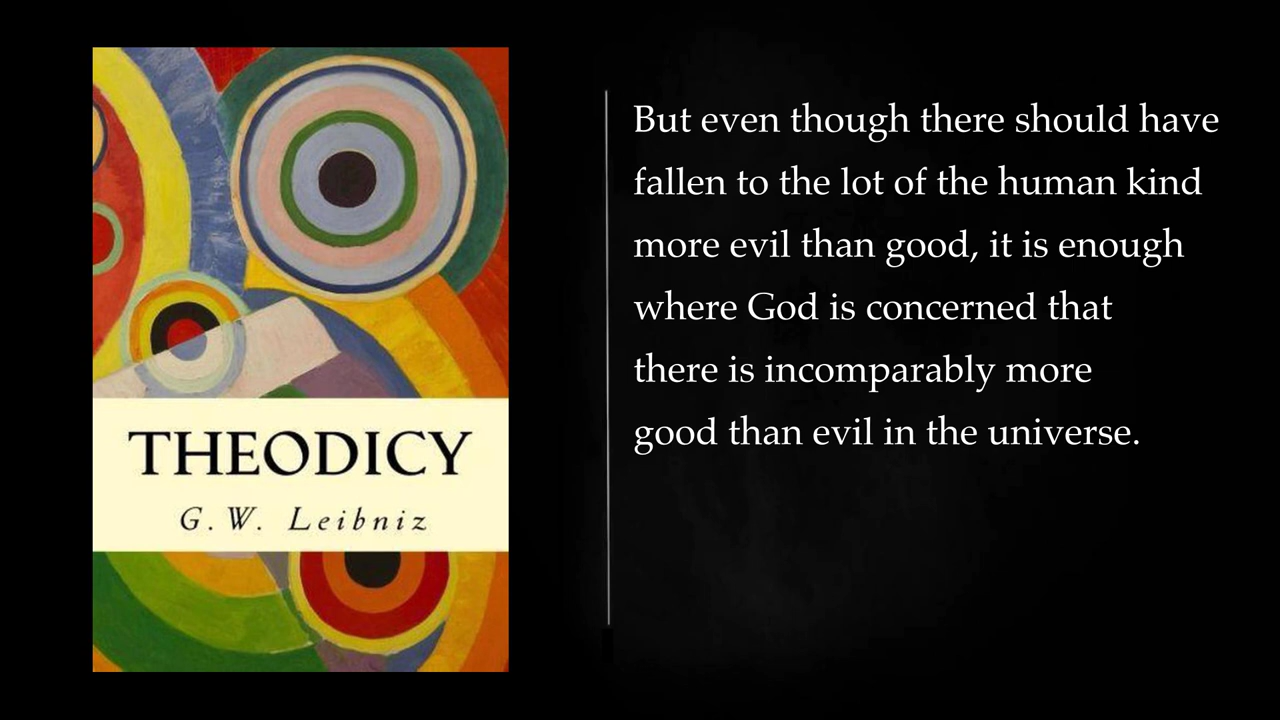 THEODICY
G. W. Leibniz
But even though there should have
fallen to the lot of the human kind
more evil than good, it is enough
where God is concerned that
there is incomparably more
good than evil in the universe.